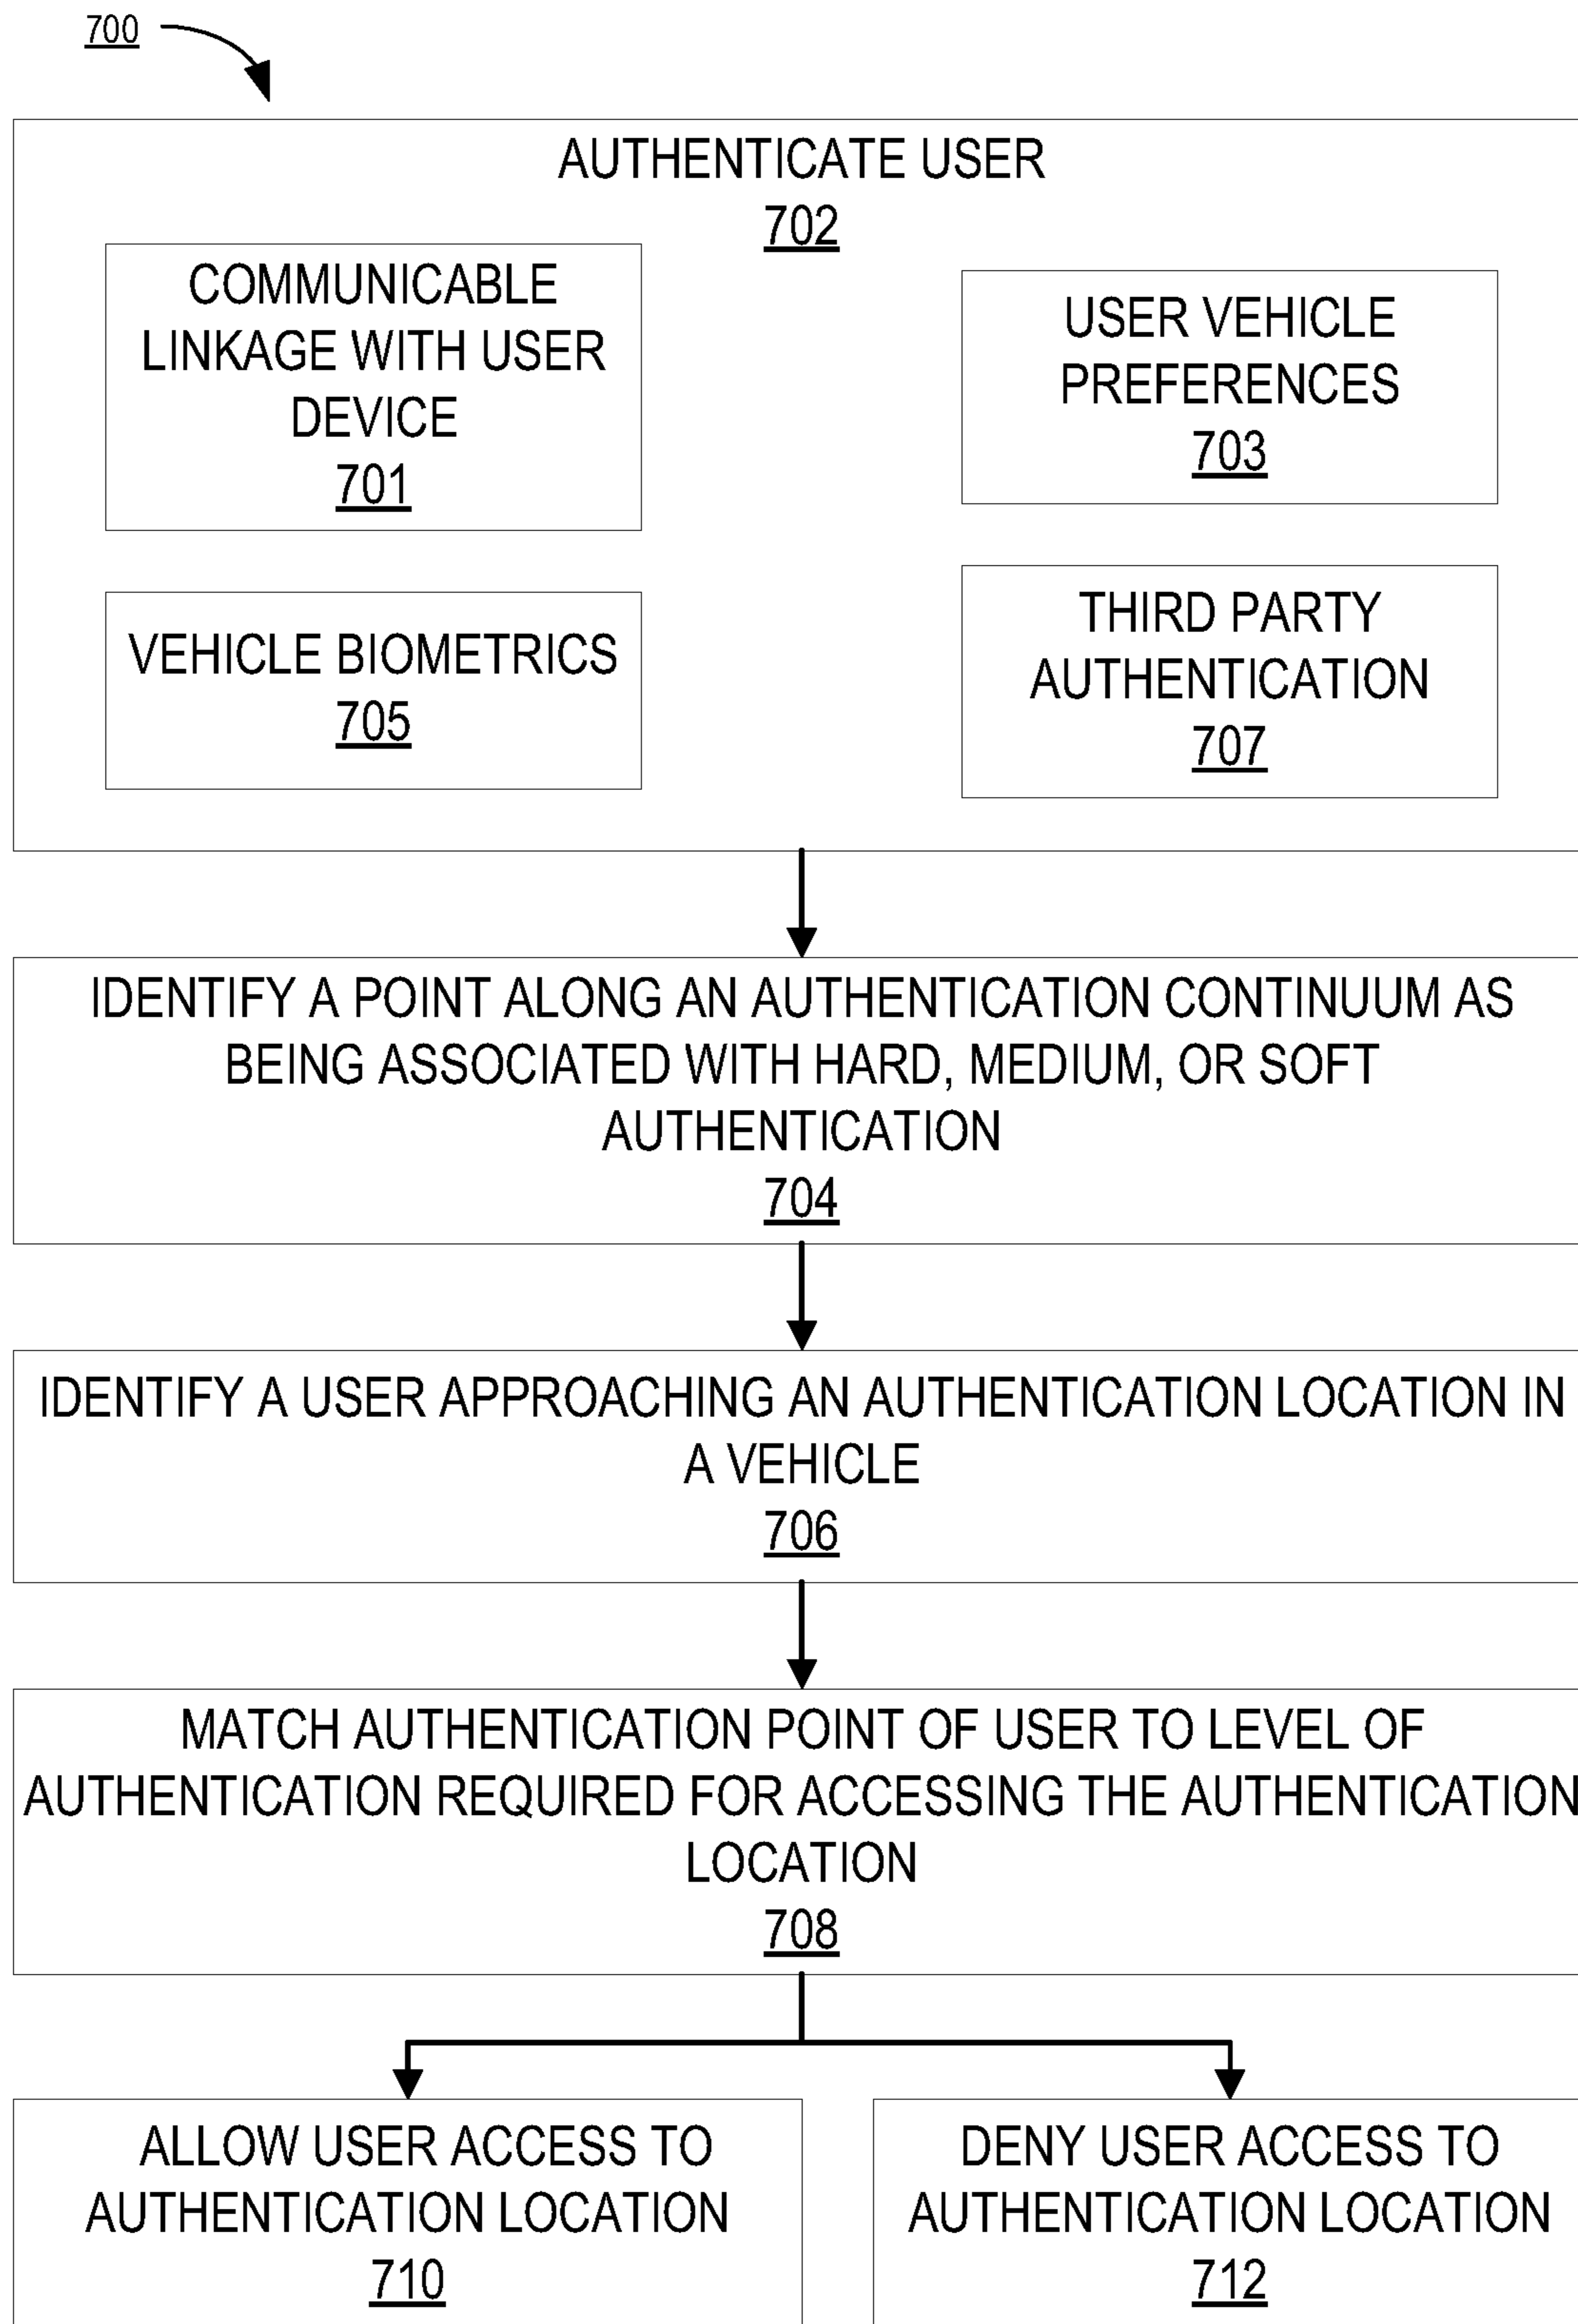 700
AUTHENTICATE USER
702
COMMUNICABLE
LINKAGE WITH USER
DEVICE
701
USER VEHICLE
PREFERENCES
703
VEHICLE BIOMETRICS
705
THIRD PARTY
AUTHENTICATION
707
IDENTIFY A POINT ALONG AN AUTHENTICATION CONTINUUM AS
BEING ASSOCIATED WITH HARD, MEDIUM, OR SOFT
AUTHENTICATION
704
IDENTIFY A USER APPROACHING AN AUTHENTICATION LOCATION IN
A VEHICLE
706
MATCH AUTHENTICATION POINT OF USER TO LEVEL OF
AUTHENTICATION REQUIRED FOR ACCESSING THE AUTHENTICATION
LOCATION
708
ALLOW USER ACCESS TO
AUTHENTICATION LOCATION
710
DENY USER ACCESS TO
AUTHENTICATION LOCATION
712